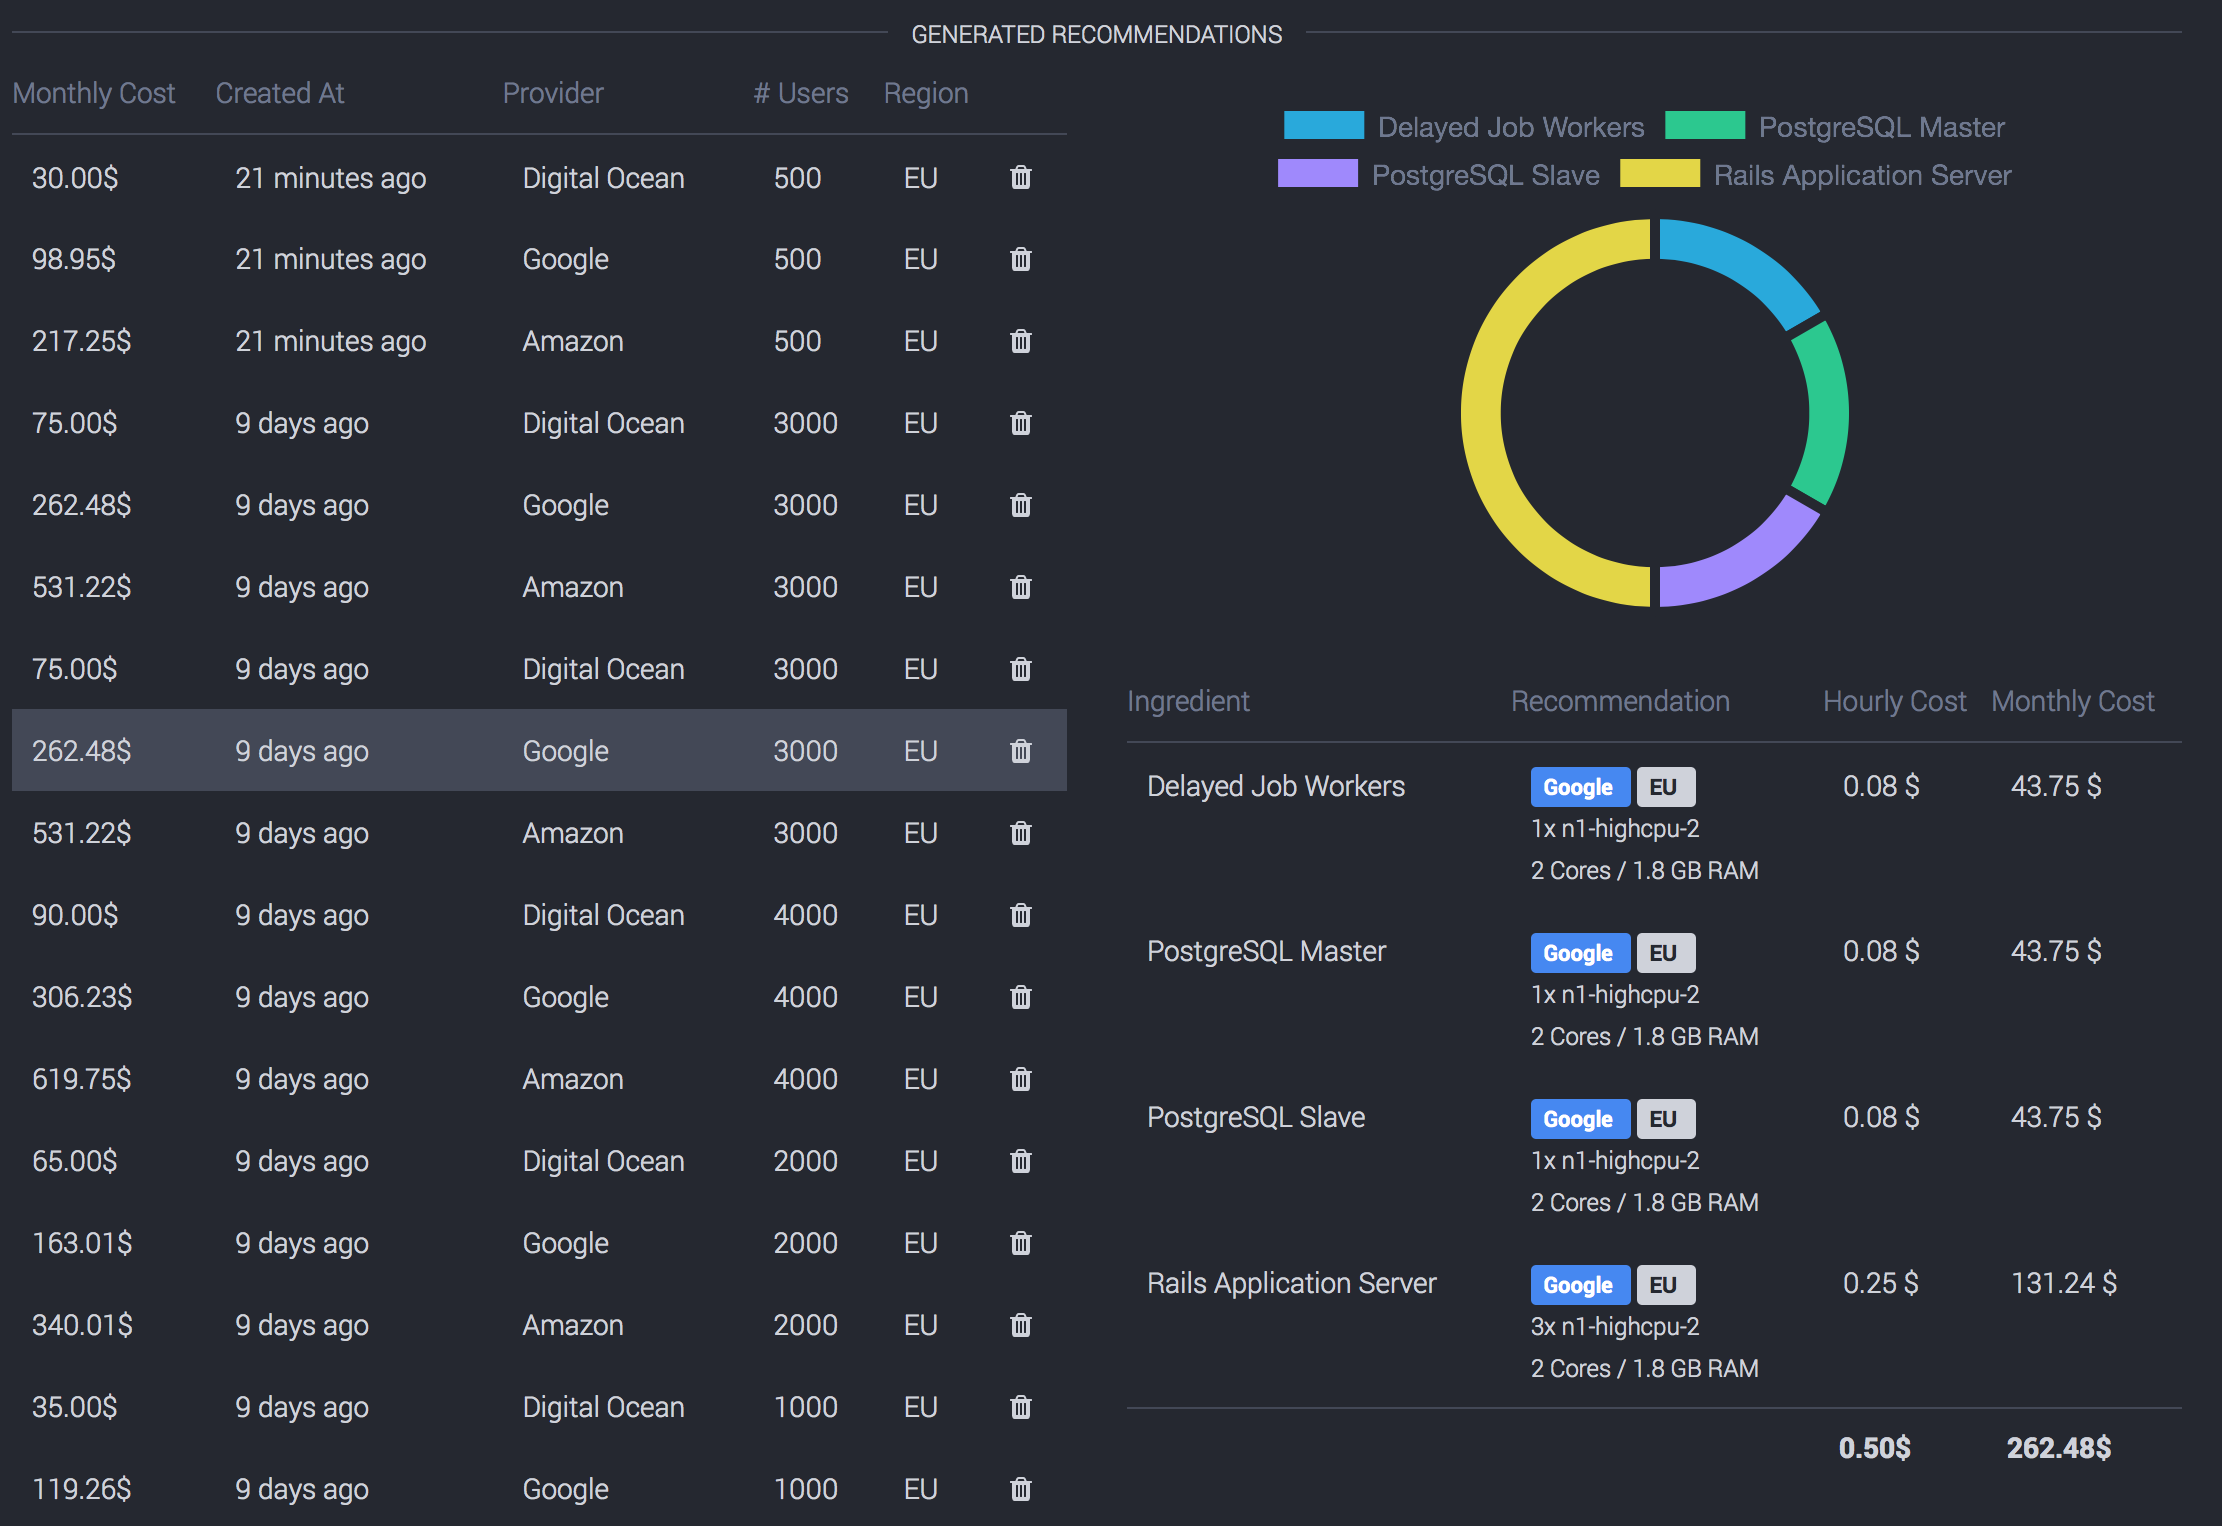 GENERATED RECOMMENDATIONS
Monthly Cost Created At Provider # Users Region
30.00$ 21 minutes ago Digital Ocean 500 EU
98.95$ 21 minutes ago Google 500 EU
217.25$ 21 minutes ago Amazon 500 EU
75.00$ 9 days ago Digital Ocean 3000 EU
262.48$ 9 days ago Google 3000 EU
531.22$ 9 days ago Amazon 3000 EU
75.00$ 9 days ago Digital Ocean 3000 EU
262.48$ 9 days ago Google 3000 EU
531.22$ 9 days ago Amazon 3000 EU
90.00$ 9 days ago Digital Ocean 4000 EU
306.23$ 9 days ago Google 4000 EU
619.75$ 9 days ago Amazon 4000 EU
65.00$ 9 days ago Digital Ocean 2000 EU
163.01$ 9 days ago Google 2000 EU
340.01$ 9 days ago Amazon 2000 EU
35.00$ 9 days ago Digital Ocean 1000 EU
119.26$ 9 days ago Google 1000 EU
Delayed Job Workers PostgreSQL Master
PostgreSQL Slave Rails Application Server
Ingredient Recommendation Hourly Cost Monthly Cost
Delayed Job Workers Google EU 0.08 $ 43.75 $
1x n1-highcpu-2
2 Cores / 1.8 GB RAM
PostgreSQL Master Google EU 0.08 $ 43.75 $
1x n1-highcpu-2
2 Cores / 1.8 GB RAM
PostgreSQL Slave Google EU 0.08 $ 43.75 $
1x n1-highcpu-2
2 Cores / 1.8 GB RAM
Rails Application Server Google EU 0.25 $ 131.24 $
3x n1-highcpu-2
2 Cores / 1.8 GB RAM
0.50$ 262.48$